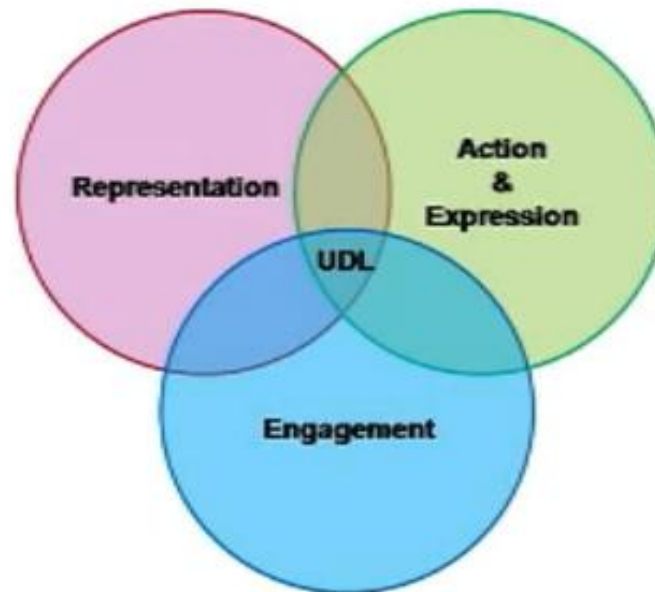 Representation
Action
&
Expression
UDL
Engagement